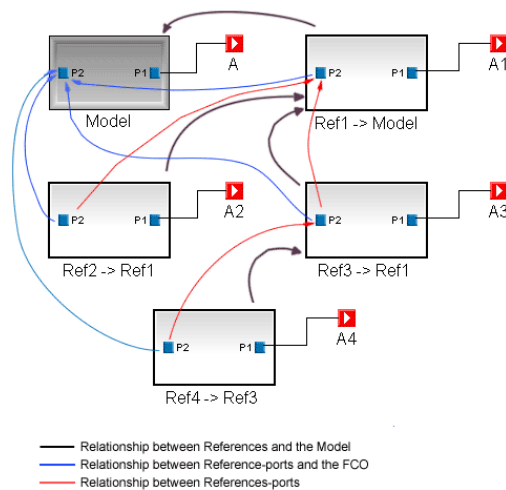 P2 P1 A
Model
P2 P1 A1
Ref1 -> Model
P2 P1 A2
Ref2 -> Ref1
P2 P1 A3
Ref3 -> Ref1
P2 P1 A4
Ref4 -> Ref3
Relationship between References and the Model
Relationship between Reference-ports and the FCO
Relationship between References-ports